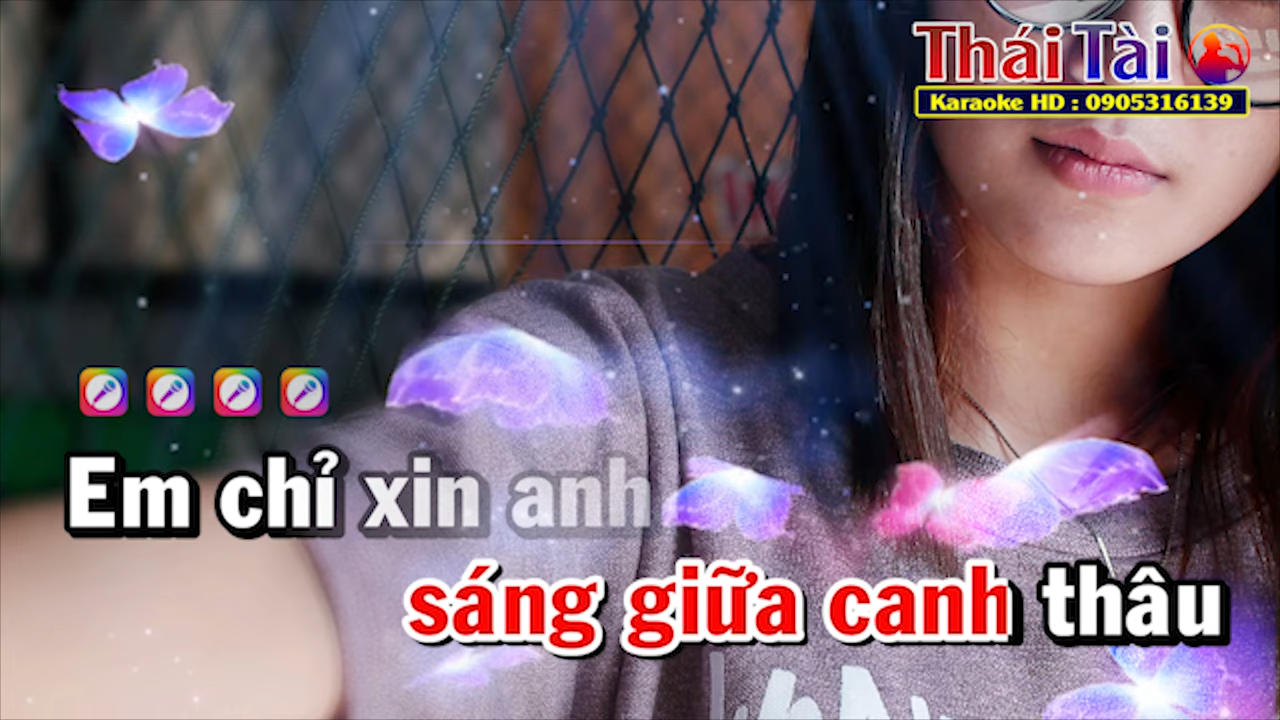 Thái Tài
Karaoke HD : 0905316139
Em chỉ xin anh
sáng giữa canh thâu